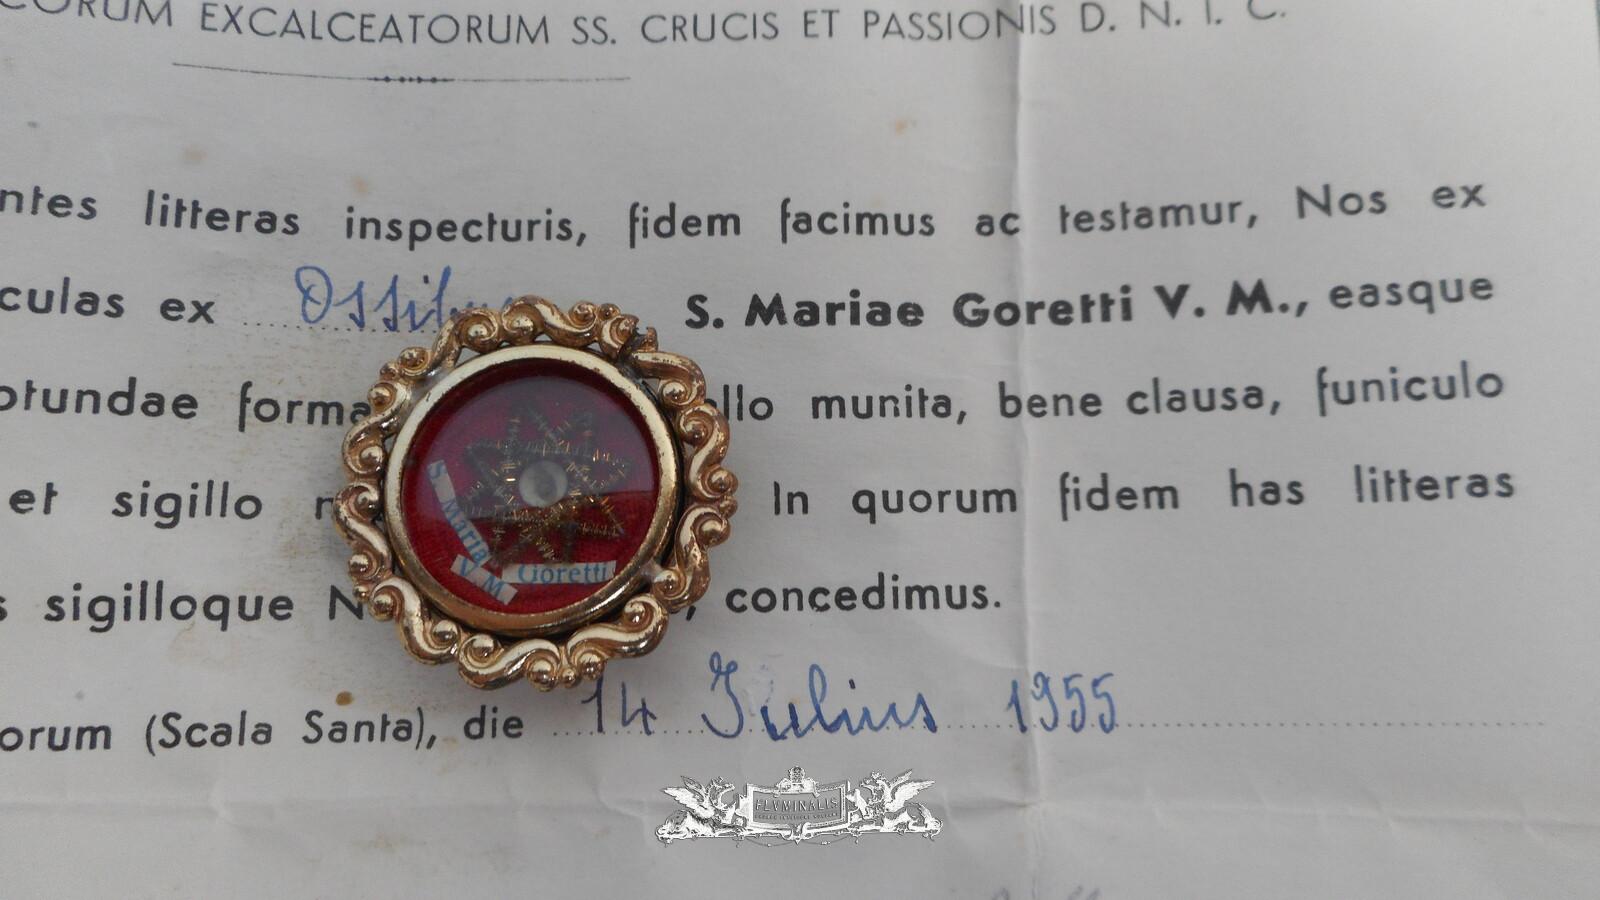 CORUM EXCALCEATORUM SS. CRUCIS ET PASSIONIS D. N. I. C.
ntes litteras inspecturis, fidem facimus ac testamur, Nos ex
culas ex Ossibus S. Mariae Goretti V. M., easque
otundae forma llo munita, bene clausa, funiculo
et sigillo In quorum fidem has litteras
s sigilloque N , concedimus.
orum (Scala Santa), die 14 Julius 1955
S. Maria
Goretti
V. M.
FLVMINALIS